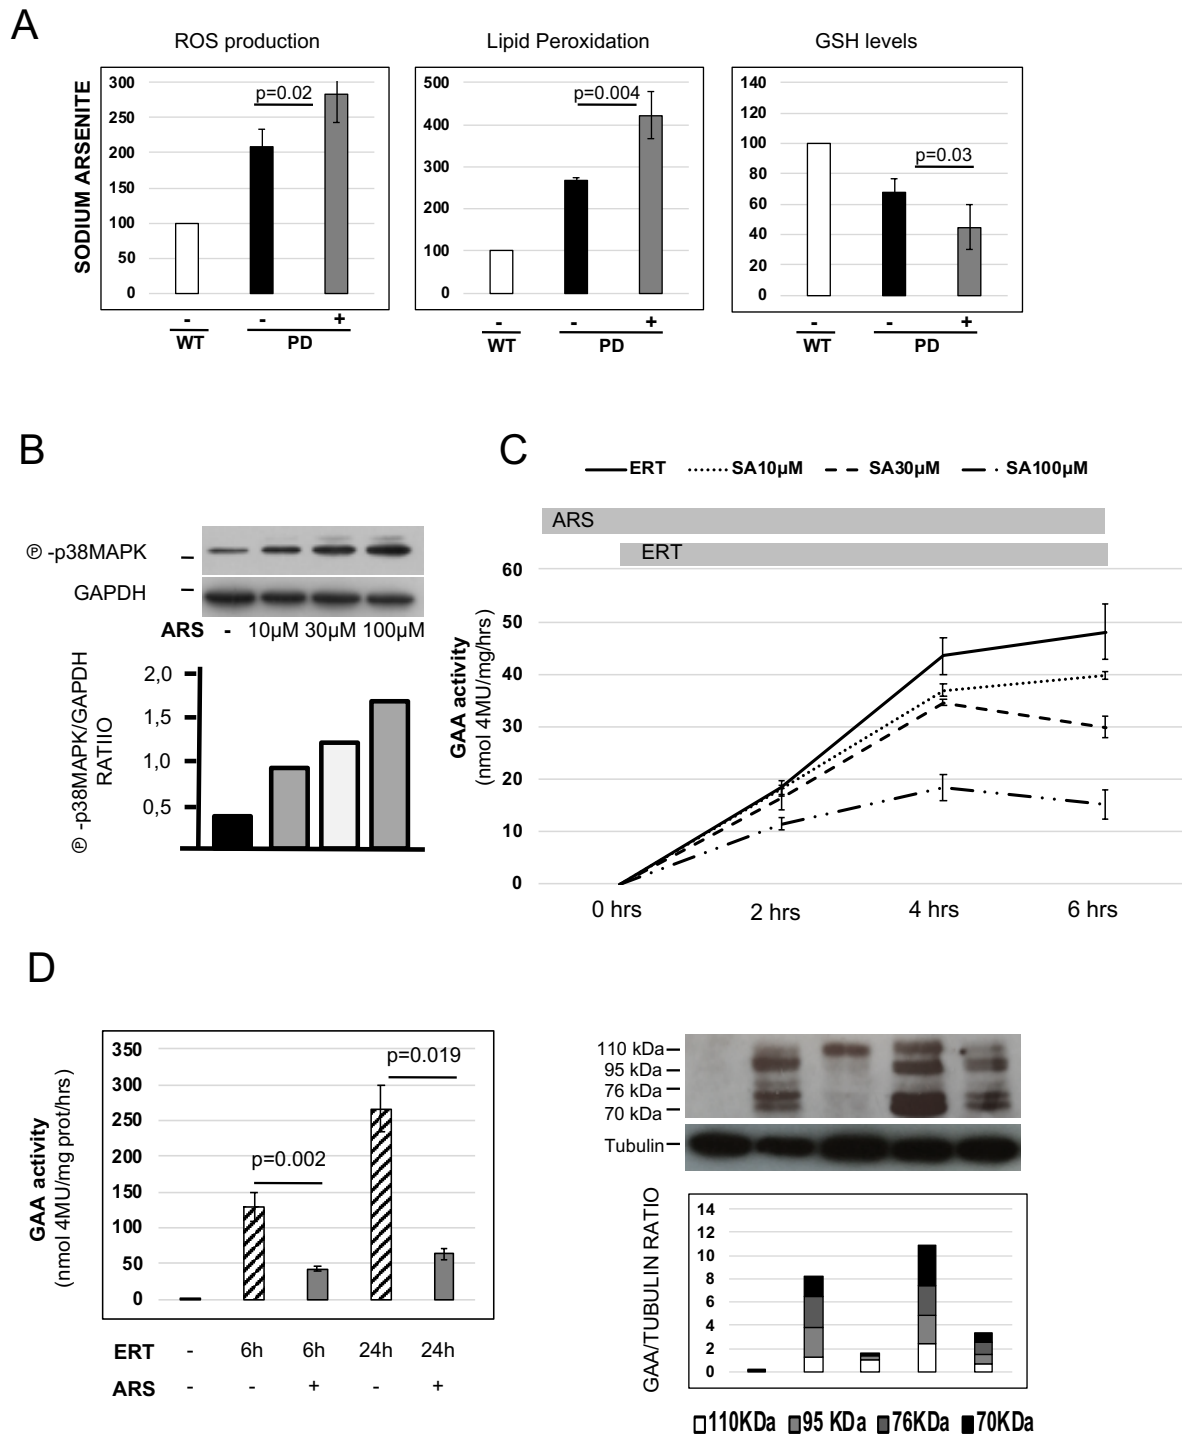 A
ROS production
Lipid Peroxidation
GSH levels
SODIUM ARSENITE
300
250
200
150
100
50
0
p=0.02
- - +
WT PD
500
400
300
200
100
0
p=0.004
- - +
WT PD
140
120
100
80
60
40
20
0
p=0.03
- - +
WT PD
B
℗ -p38MAPK
GAPDH
ARS - 10µM 30µM 100µM
℗ -p38MAPK/GAPDH
RATIIO
2,0
1,5
1,0
0,5
C
ERT SA10µM SA30µM SA100µM
ARS
ERT
GAA activity
(nmol 4MU/mg/hrs)
60
50
40
30
20
10
0
0 hrs 2 hrs 4 hrs 6 hrs
D
GAA activity
(nmol 4MU/mg prot/hrs)
350
300
250
200
150
100
50
0
p=0.002
p=0.019
ERT - 6h 6h 24h 24h
ARS - - + - +
110 kDa
95 kDa
76 kDa
70 kDa
Tubulin
GAA/TUBULIN RATIO
14
12
10
8
6
4
2
0
110KDa 95 KDa 76KDa 70KDa